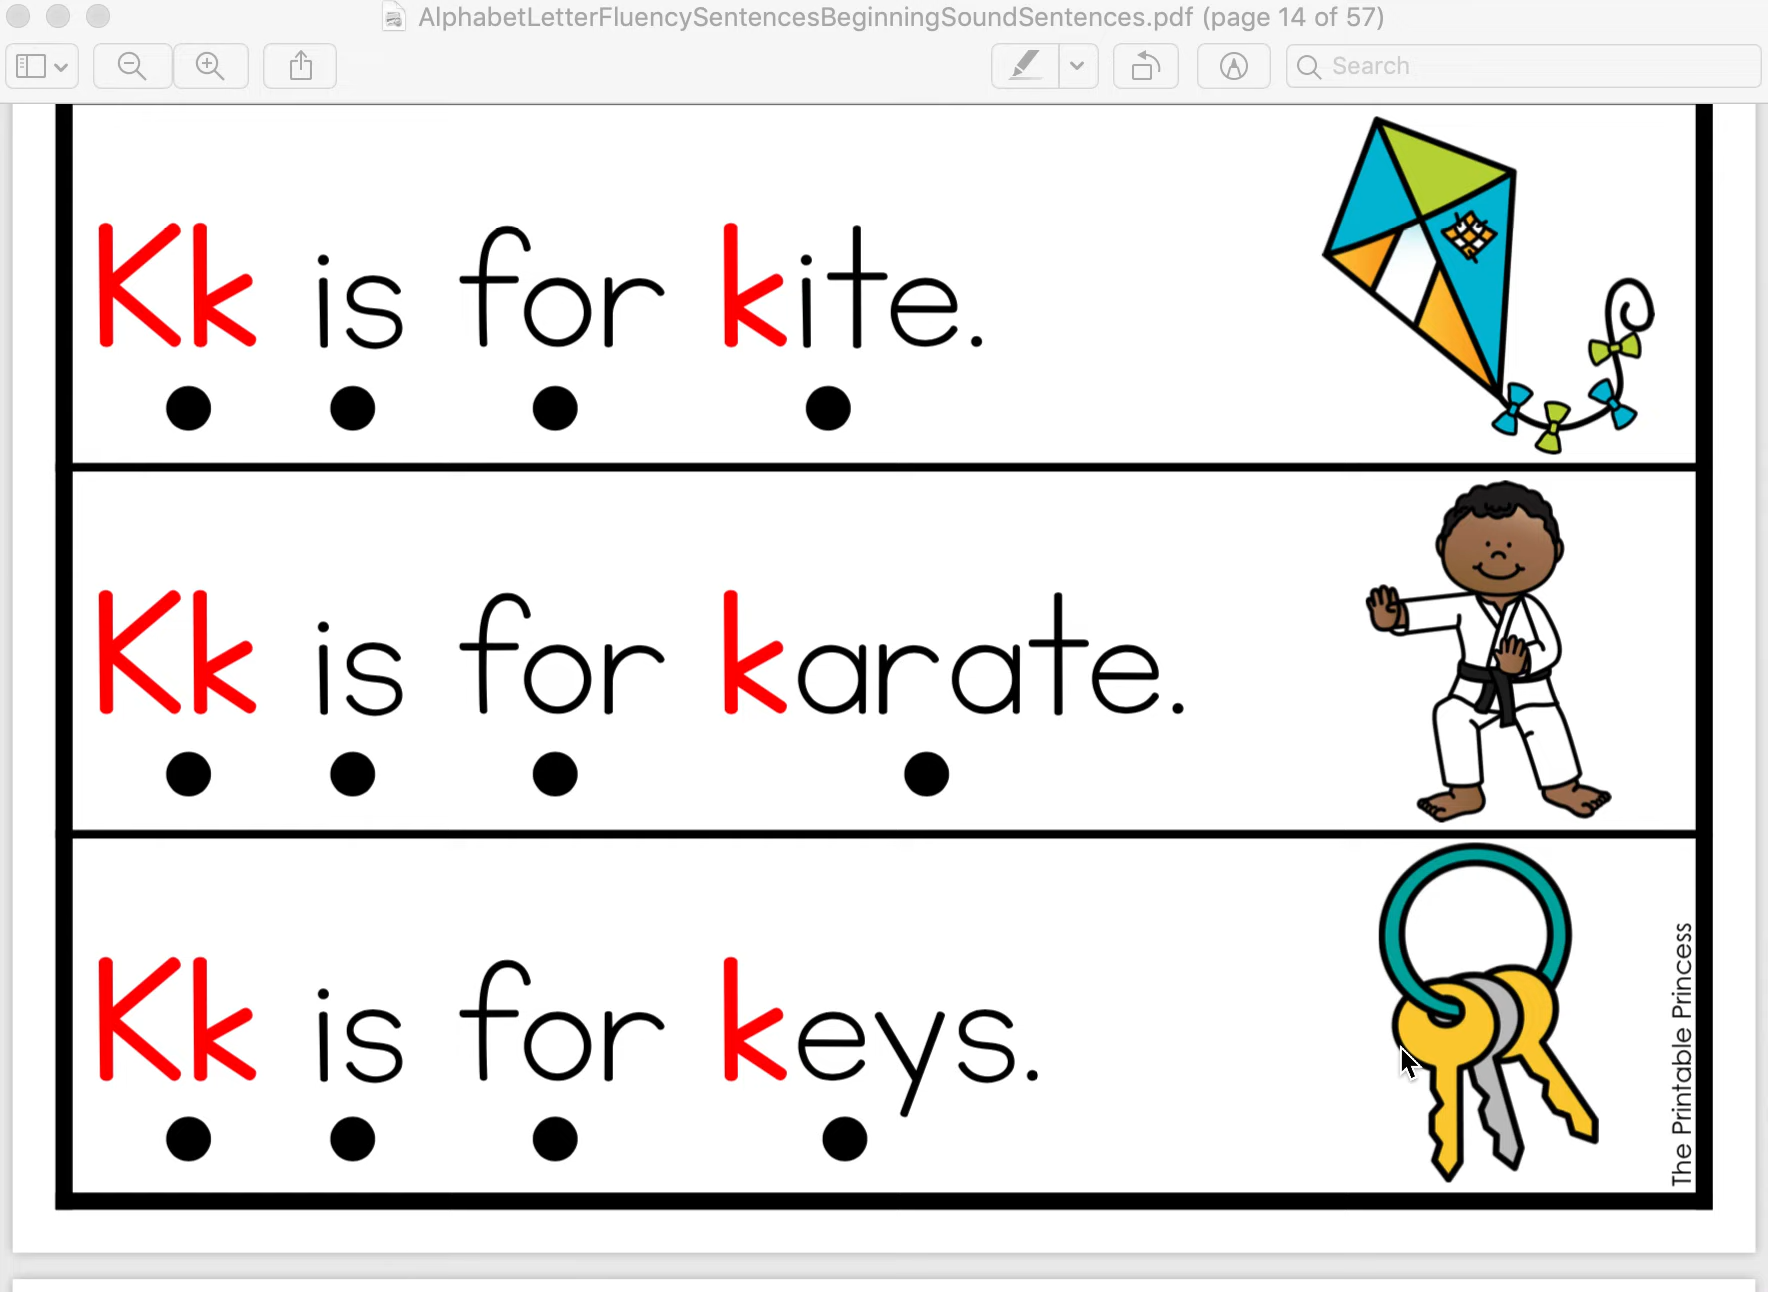 AlphabetLetterFluencySentencesBeginningSoundSentences.pdf (page 14 of 57)
Search
Kk is for kite.
Kk is for karate.
Kk is for keys.
The Printable Princess